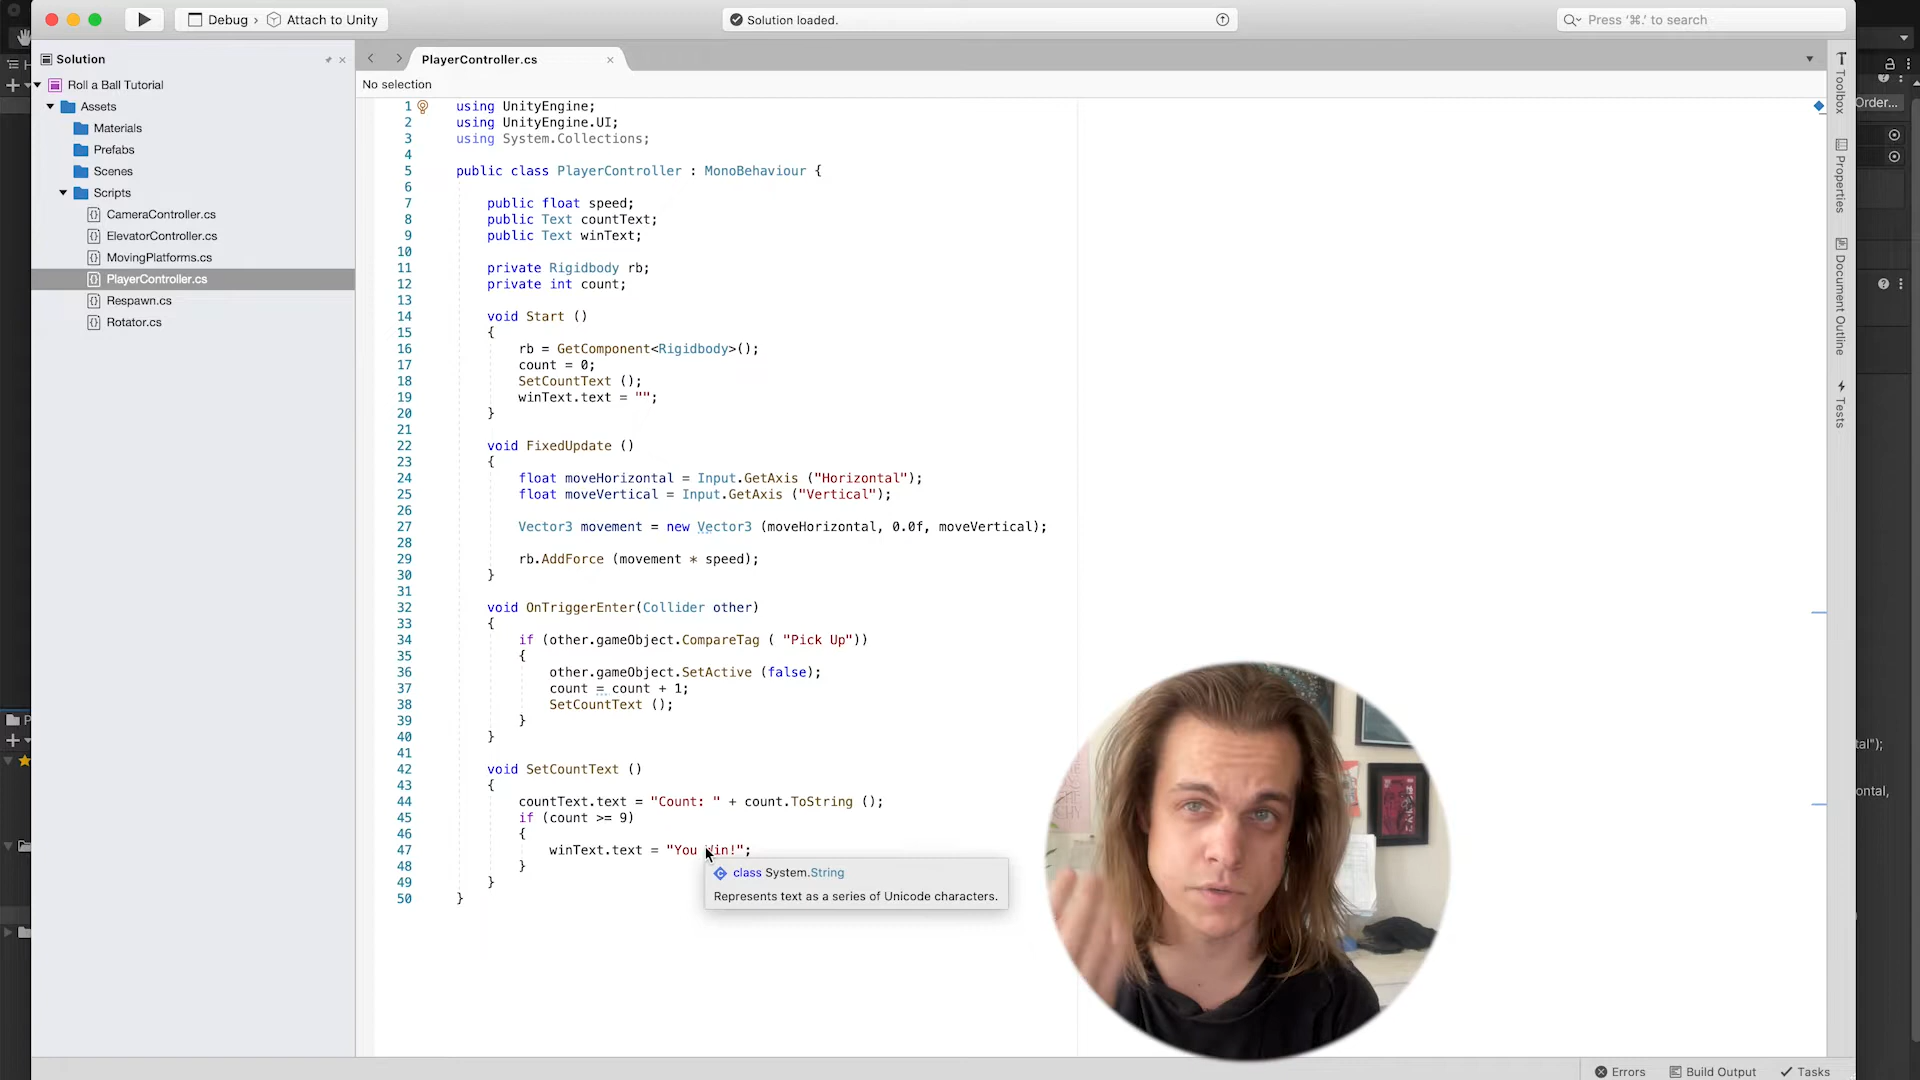 Debug › Attach to Unity
Solution loaded.
Press ‘⌘.’ to search
Solution
PlayerController.cs
No selection
Roll a Ball Tutorial
Assets
Materials
Prefabs
Scenes
Scripts
CameraController.cs
ElevatorController.cs
MovingPlatforms.cs
PlayerController.cs
Respawn.cs
Rotator.cs
1 using UnityEngine;
2 using UnityEngine.UI;
3 using System.Collections;
4
5 public class PlayerController : MonoBehaviour {
6
7 public float speed;
8 public Text countText;
9 public Text winText;
10
11 private Rigidbody rb;
12 private int count;
13
14 void Start ()
15 {
16 rb = GetComponent<Rigidbody>();
17 count = 0;
18 SetCountText ();
19 winText.text = "";
20 }
21
22 void FixedUpdate ()
23 {
24 float moveHorizontal = Input.GetAxis ("Horizontal");
25 float moveVertical = Input.GetAxis ("Vertical");
26
27 Vector3 movement = new Vector3 (moveHorizontal, 0.0f, moveVertical);
28
29 rb.AddForce (movement * speed);
30 }
31
32 void OnTriggerEnter(Collider other)
33 {
34 if (other.gameObject.CompareTag ( "Pick Up"))
35 {
36 other.gameObject.SetActive (false);
37 count = count + 1;
38 SetCountText ();
39 }
40 }
41
42 void SetCountText ()
43 {
44 countText.text = "Count: " + count.ToString ();
45 if (count >= 9)
46 {
47 winText.text = "You Win!";
48 }
49 }
50 }
class System.String
Represents text as a series of Unicode characters.
Toolbox
Properties
Document Outline
Tests
Order...
tal");
ontal,
Errors
Build Output
Tasks